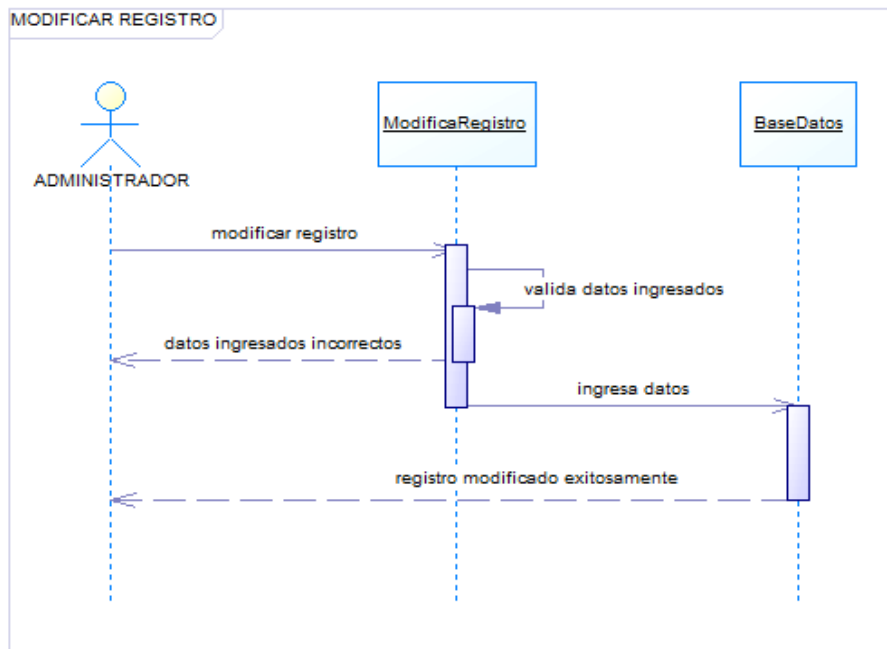 MODIFICAR REGISTRO
ModificaRegistro
BaseDatos
ADMINISTRADOR
modificar registro
valida datos ingresados
datos ingresados incorrectos
ingresa datos
registro modificado exitosamente